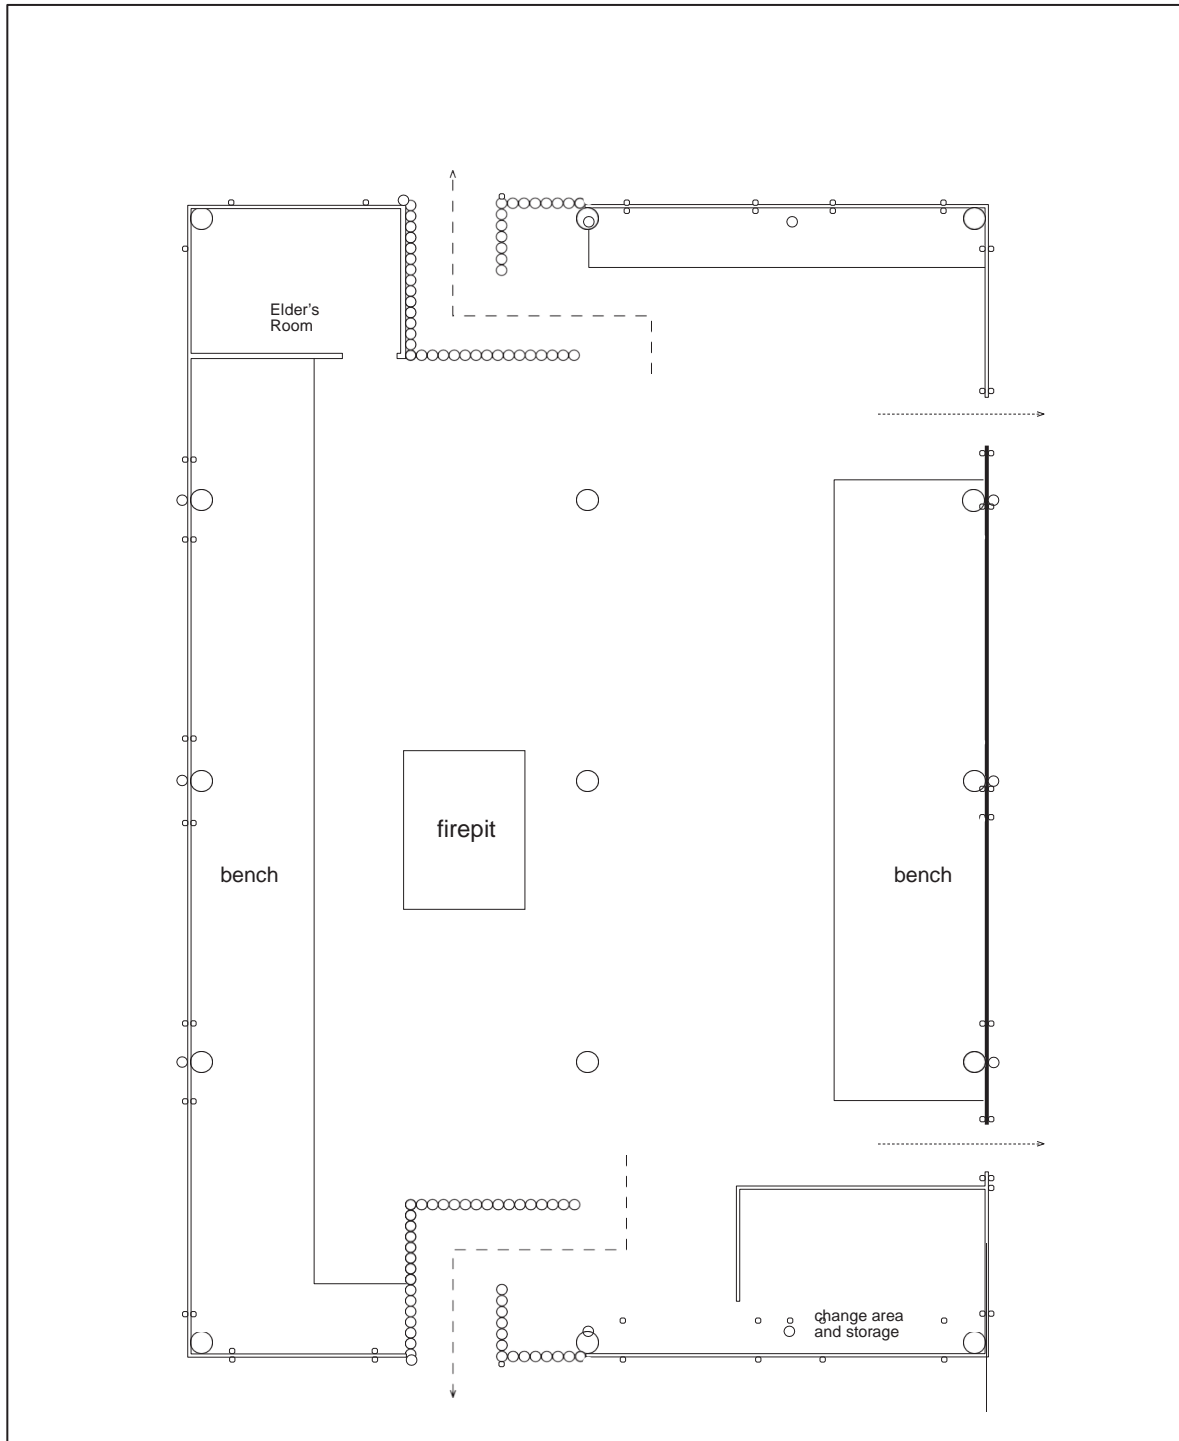 Elder's
Room
firepit
bench
bench
change area
and storage